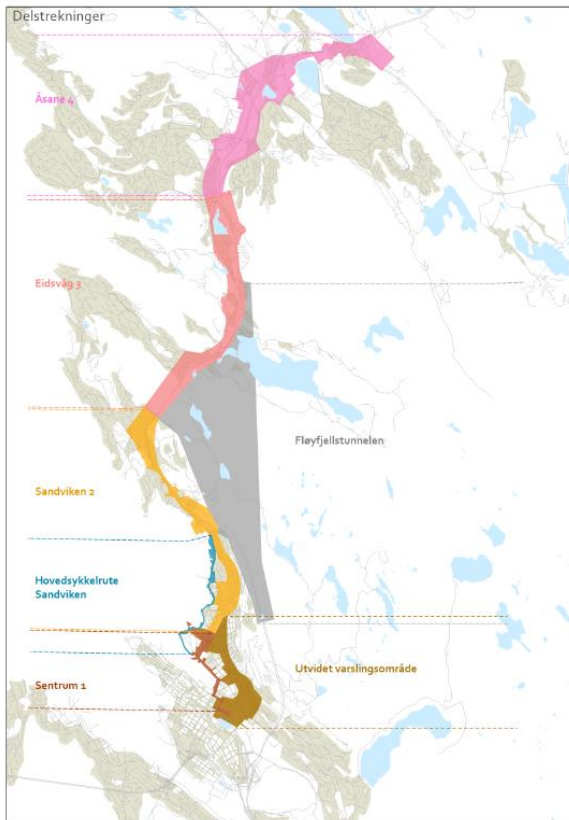 Delstrekninger
Åsane 4
Eidsvåg 3
Fløyfjellstunnelen
Sandviken 2
Hovedsykkelrute
Sandviken
Utvidet varslingsområde
Sentrum 1